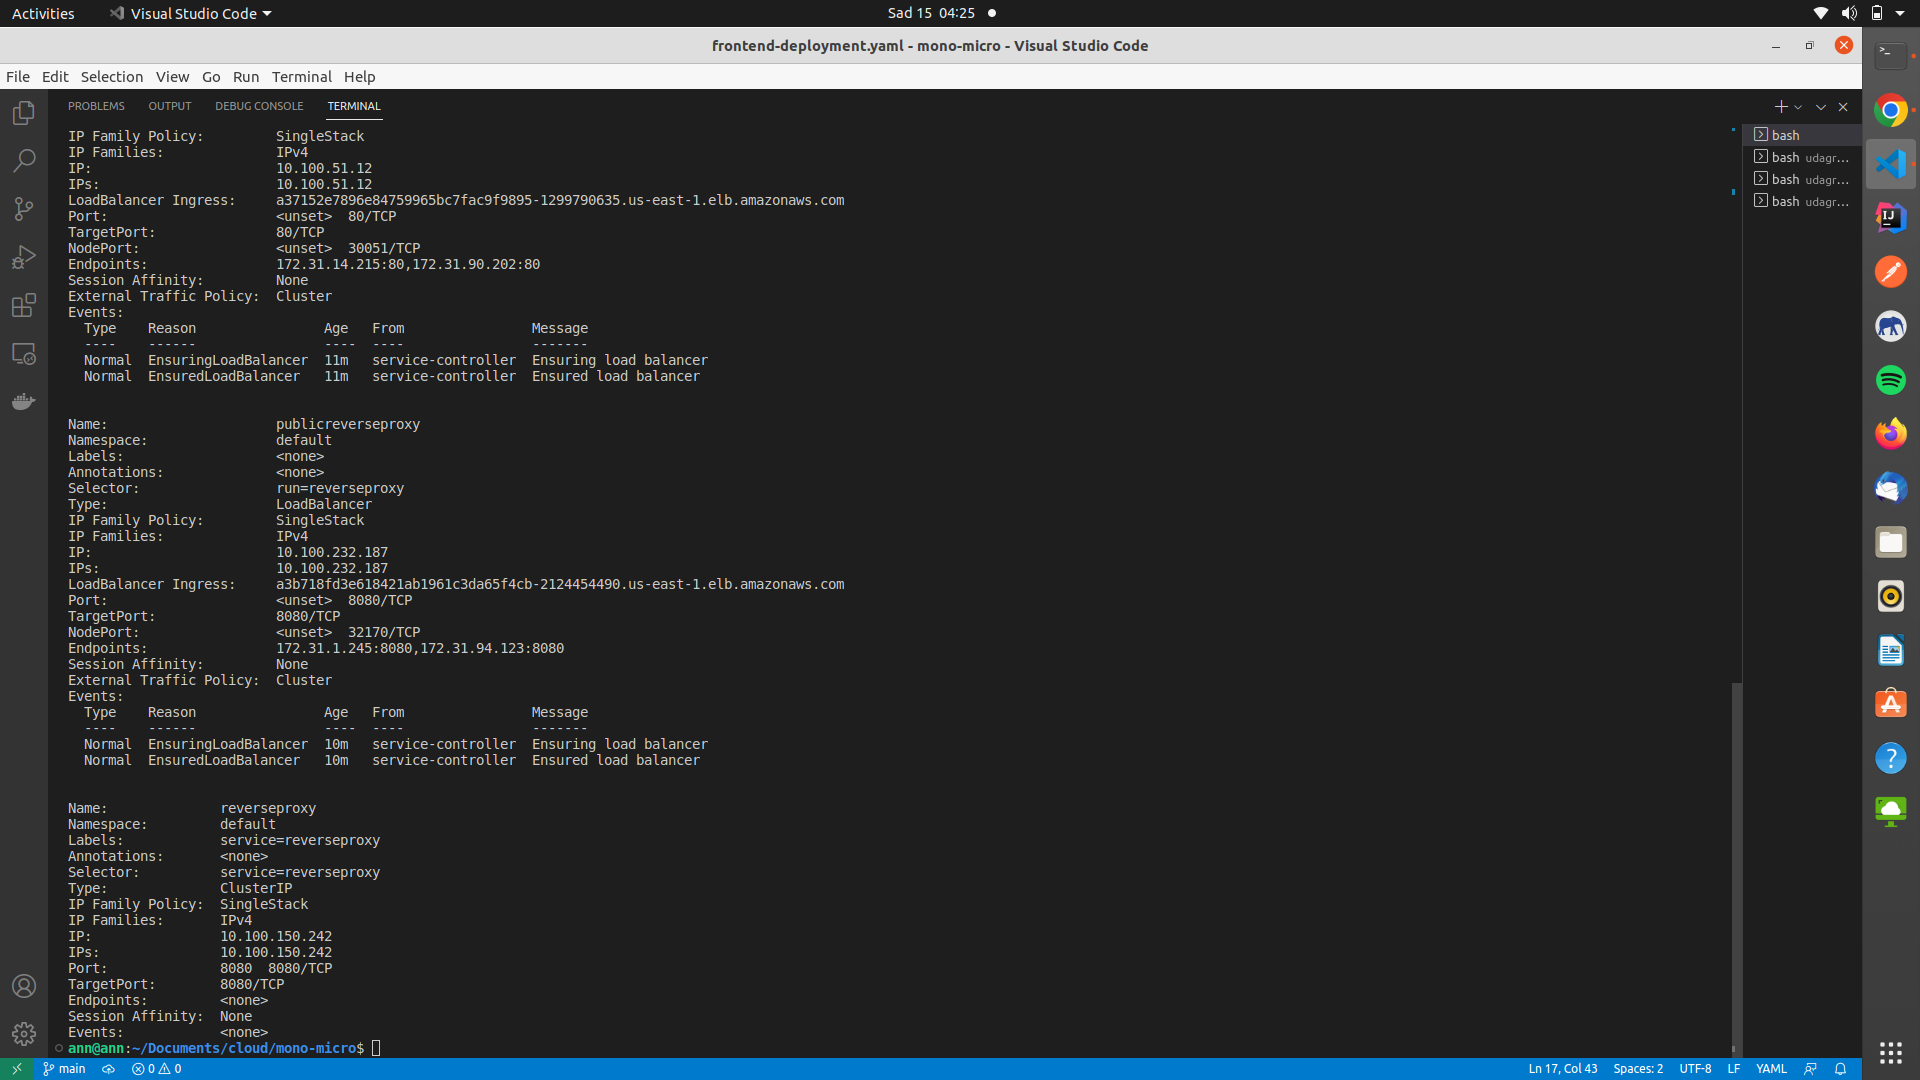 Activities Visual Studio Code Sad 15 04:25
frontend-deployment.yaml - mono-micro - Visual Studio Code
File Edit Selection View Go Run Terminal Help
PROBLEMS OUTPUT DEBUG CONSOLE TERMINAL
IP Family Policy: SingleStack
IP Families: IPv4
IP: 10.100.51.12
IPs: 10.100.51.12
LoadBalancer Ingress: a37152e7896e84759965bc7fac9f9895-1299790635.us-east-1.elb.amazonaws.com
Port: <unset> 80/TCP
TargetPort: 80/TCP
NodePort: <unset> 30051/TCP
Endpoints: 172.31.14.215:80,172.31.90.202:80
Session Affinity: None
External Traffic Policy: Cluster
Events:
Type Reason Age From Message
---- ------ ---- ---- -------
Normal EnsuringLoadBalancer 11m service-controller Ensuring load balancer
Normal EnsuredLoadBalancer 11m service-controller Ensured load balancer
Name: publicreverseproxy
Namespace: default
Labels: <none>
Annotations: <none>
Selector: run=reverseproxy
Type: LoadBalancer
IP Family Policy: SingleStack
IP Families: IPv4
IP: 10.100.232.187
IPs: 10.100.232.187
LoadBalancer Ingress: a3b718fd3e618421ab1961c3da65f4cb-2124454490.us-east-1.elb.amazonaws.com
Port: <unset> 8080/TCP
TargetPort: 8080/TCP
NodePort: <unset> 32170/TCP
Endpoints: 172.31.1.245:8080,172.31.94.123:8080
Session Affinity: None
External Traffic Policy: Cluster
Events:
Type Reason Age From Message
---- ------ ---- ---- -------
Normal EnsuringLoadBalancer 10m service-controller Ensuring load balancer
Normal EnsuredLoadBalancer 10m service-controller Ensured load balancer
Name: reverseproxy
Namespace: default
Labels: service=reverseproxy
Annotations: <none>
Selector: service=reverseproxy
Type: ClusterIP
IP Family Policy: SingleStack
IP Families: IPv4
IP: 10.100.150.242
IPs: 10.100.150.242
Port: 8080 8080/TCP
TargetPort: 8080/TCP
Endpoints: <none>
Session Affinity: None
Events: <none>
ann@ann:~/Documents/cloud/mono-micro$
bash
bash udagr...
bash udagr...
bash udagr...
main 0 0 Ln 17, Col 43 Spaces: 2 UTF-8 LF YAML